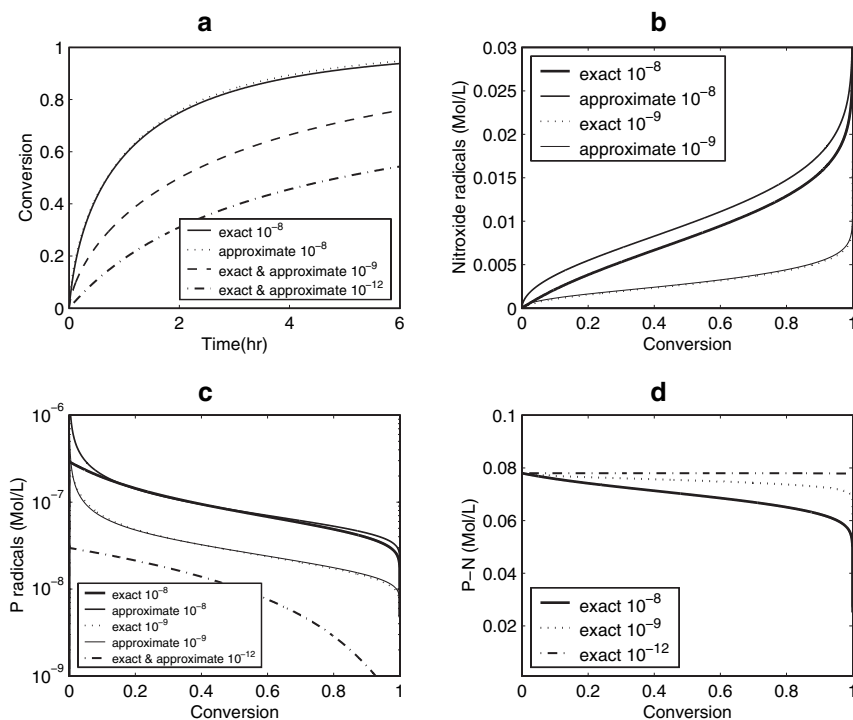 a
1
0.8
0.6
0.4
0.2
0
Conversion
0 2 4 6
Time(hr)
exact 10⁻⁸
approximate 10⁻⁸
exact & approximate 10⁻⁹
exact & approximate 10⁻¹²
b
0.03
0.025
0.02
0.015
0.01
0.005
0
Nitroxide radicals (Mol/L)
0 0.2 0.4 0.6 0.8 1
Conversion
exact 10⁻⁸
approximate 10⁻⁸
exact 10⁻⁹
approximate 10⁻⁹
c
10⁻⁶
10⁻⁷
10⁻⁸
10⁻⁹
P radicals (Mol/L)
0 0.2 0.4 0.6 0.8 1
Conversion
exact 10⁻⁸
approximate 10⁻⁸
exact 10⁻⁹
approximate 10⁻⁹
exact & approximate 10⁻¹²
d
0.1
0.08
0.06
0.04
0.02
P−N (Mol/L)
0 0.2 0.4 0.6 0.8 1
Conversion
exact 10⁻⁸
exact 10⁻⁹
exact 10⁻¹²